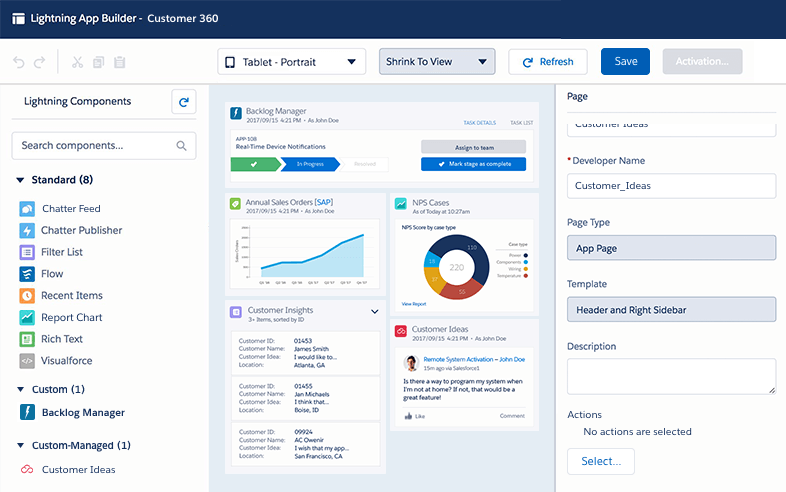 Lightning App Builder - Customer 360
Tablet - Portrait
Shrink To View
Refresh
Save
Activation...
Lightning Components
Search components...
Standard (8)
Chatter Feed
Chatter Publisher
Filter List
Flow
Recent Items
Report Chart
Rich Text
Visualforce
Custom (1)
Backlog Manager
Custom-Managed (1)
Customer Ideas
Backlog Manager
2017/09/15 4:21 PM • As John Doe
TASK DETAILS
TASK LIST
APP-108
Real-Time Device Notifications
In Progress
Resolved
Assign to team
Mark stage as complete
Annual Sales Orders [SAP]
2017/09/15 4:21 PM • As John Doe
Sales Orders
NPS Cases
As of Today at 10:27am
NPS Score by case type
110
15
55
220
Case type
Power
Components
Wiring
Temperature
View Report
Customer Insights
3+ Items, sorted by ID
Customer ID: 01453
Customer Name: James Smith
Customer Idea: I would like to...
Location: Atlanta, GA
Customer ID: 01455
Customer Name: Jan Michaels
Customer Idea: I think that...
Location: Boise, ID
Customer ID: 09924
Customer Name: AC Owenir
Customer Idea: I wish that my app...
Location: San Francisco, CA
Customer Ideas
2017/09/15 4:21 PM • As John Doe
Remote System Activation – John Doe
15m ago via Salesforce1
Is there a way to program my system when
I'm not at home? If not, that would be a
great feature!
Like
Comment
Page
Customer Ideas
*Developer Name
Customer_Ideas
Page Type
App Page
Template
Header and Right Sidebar
Description
Actions
No actions are selected
Select...